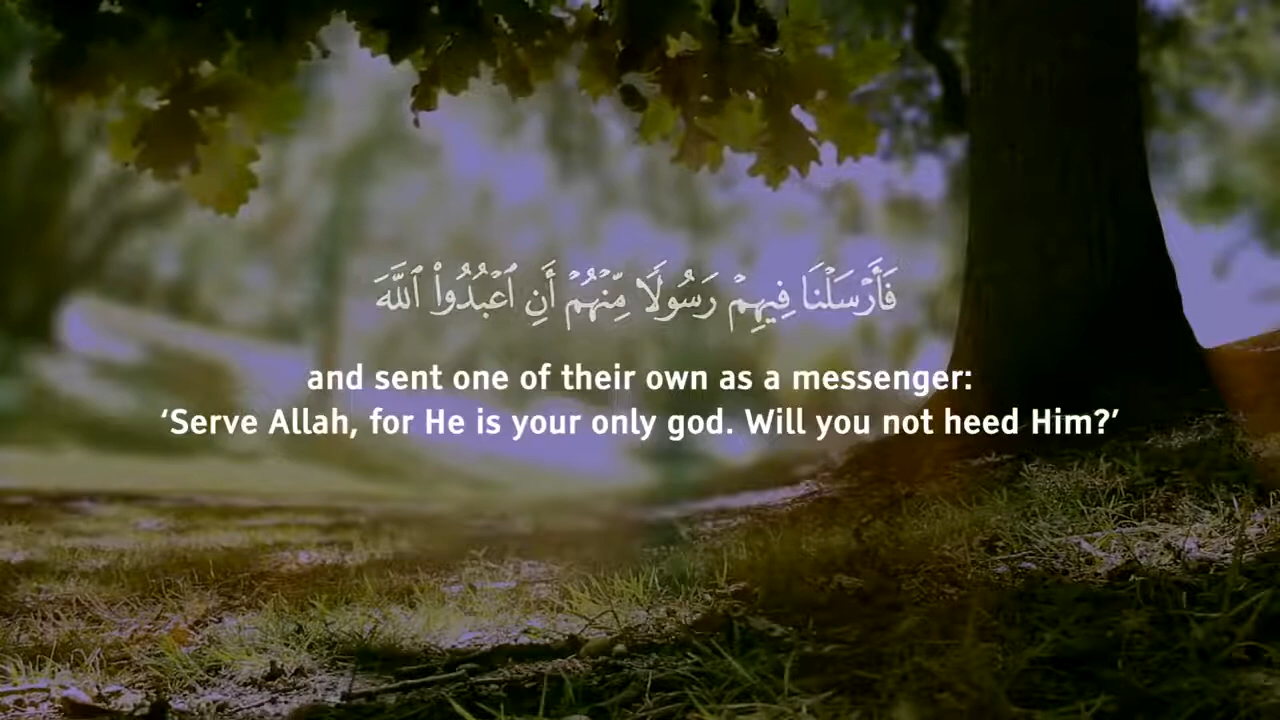 فَأَرۡسَلۡنَا فِيهِمۡ رَسُولًا مِّنۡهُمۡ أَنِ ٱعۡبُدُواْ ٱللَّهَ
and sent one of their own as a messenger:
‘Serve Allah, for He is your only god. Will you not heed Him?’